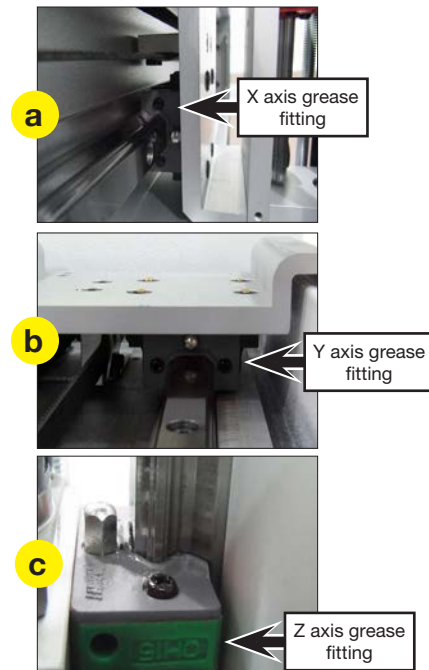 a
X axis grease
fitting
b
Y axis grease
fitting
c
Z axis grease
fitting